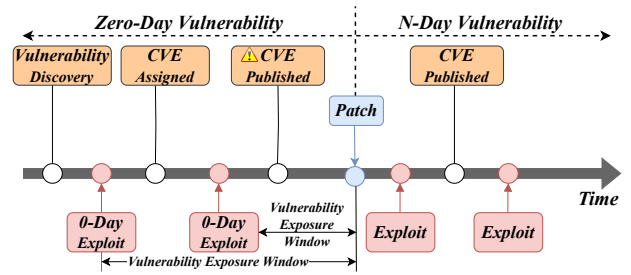 Zero-Day Vulnerability
N-Day Vulnerability
Vulnerability
Discovery
CVE
Assigned
CVE
Published
CVE
Published
Patch
Time
0-Day
Exploit
0-Day
Exploit
Vulnerability
Exposure
Window
Exploit
Exploit
Vulnerability Exposure Window